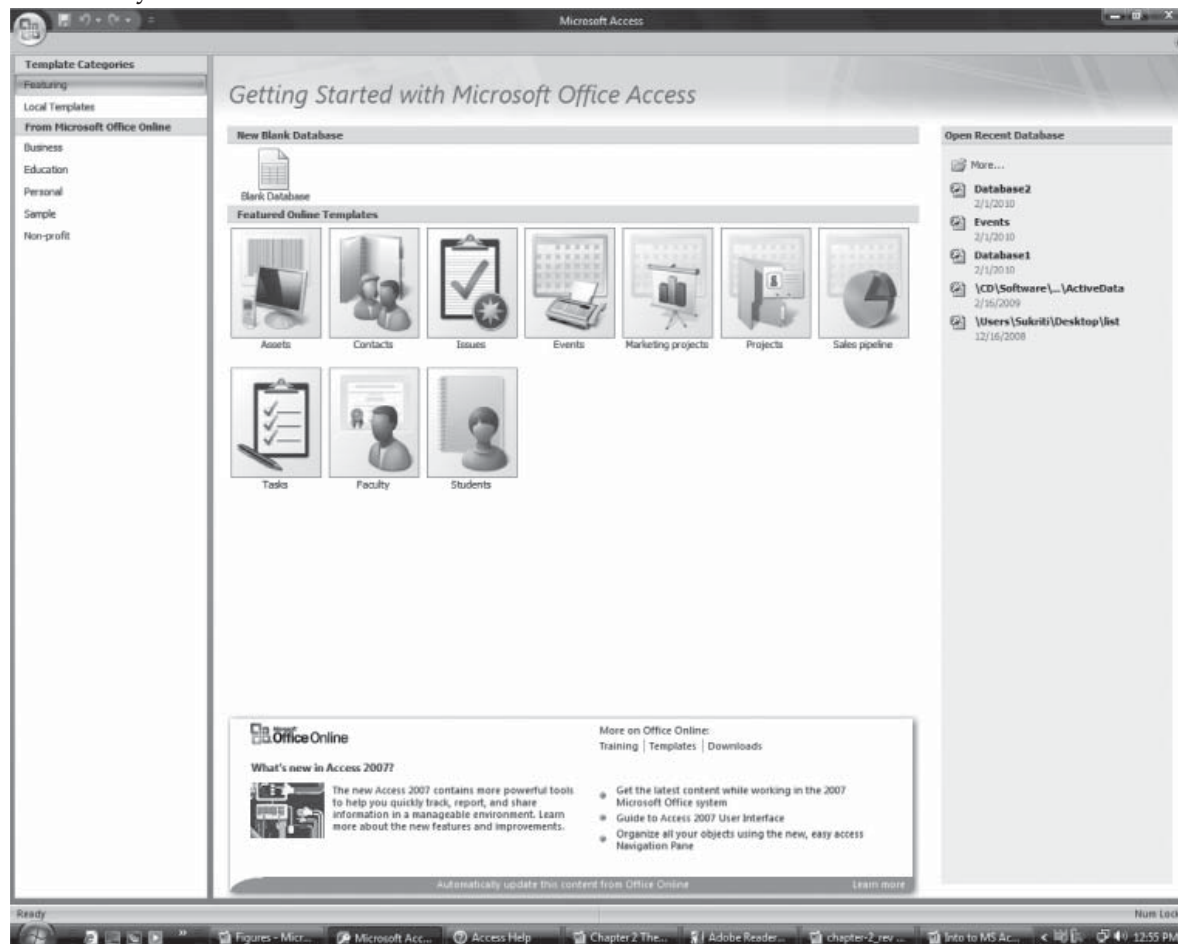 Microsoft Access
Template Categories
Featuring
Local Templates
From Microsoft Office Online
Business
Education
Personal
Sample
Non-profit
Getting Started with Microsoft Office Access
New Blank Database
Blank Database
Featured Online Templates
Assets
Contacts
Issues
Events
Marketing projects
Projects
Sales pipeline
Tasks
Faculty
Students
Open Recent Database
More...
Database2
2/1/2010
Events
2/1/2010
Database1
2/1/2010
\CD\Software\...\ActiveData
2/16/2009
\Users\Sukriti\Desktop\list
12/16/2008
Microsoft
Office Online
What's new in Access 2007?
The new Access 2007 contains more powerful tools
to help you quickly track, report, and share
information in a manageable environment. Learn
more about the new features and improvements.
More on Office Online:
Training | Templates | Downloads
Get the latest content while working in the 2007
Microsoft Office system
Guide to Access 2007 User Interface
Organize all your objects using the new, easy access
Navigation Pane
Automatically update this content from Office Online
Learn more
Ready
Num Lock
Figures - Micr...
Microsoft Acc...
Access Help
Chapter 2 The...
Adobe Reader...
chapter-2_rev ...
Into to MS Ac...
12:55 PM